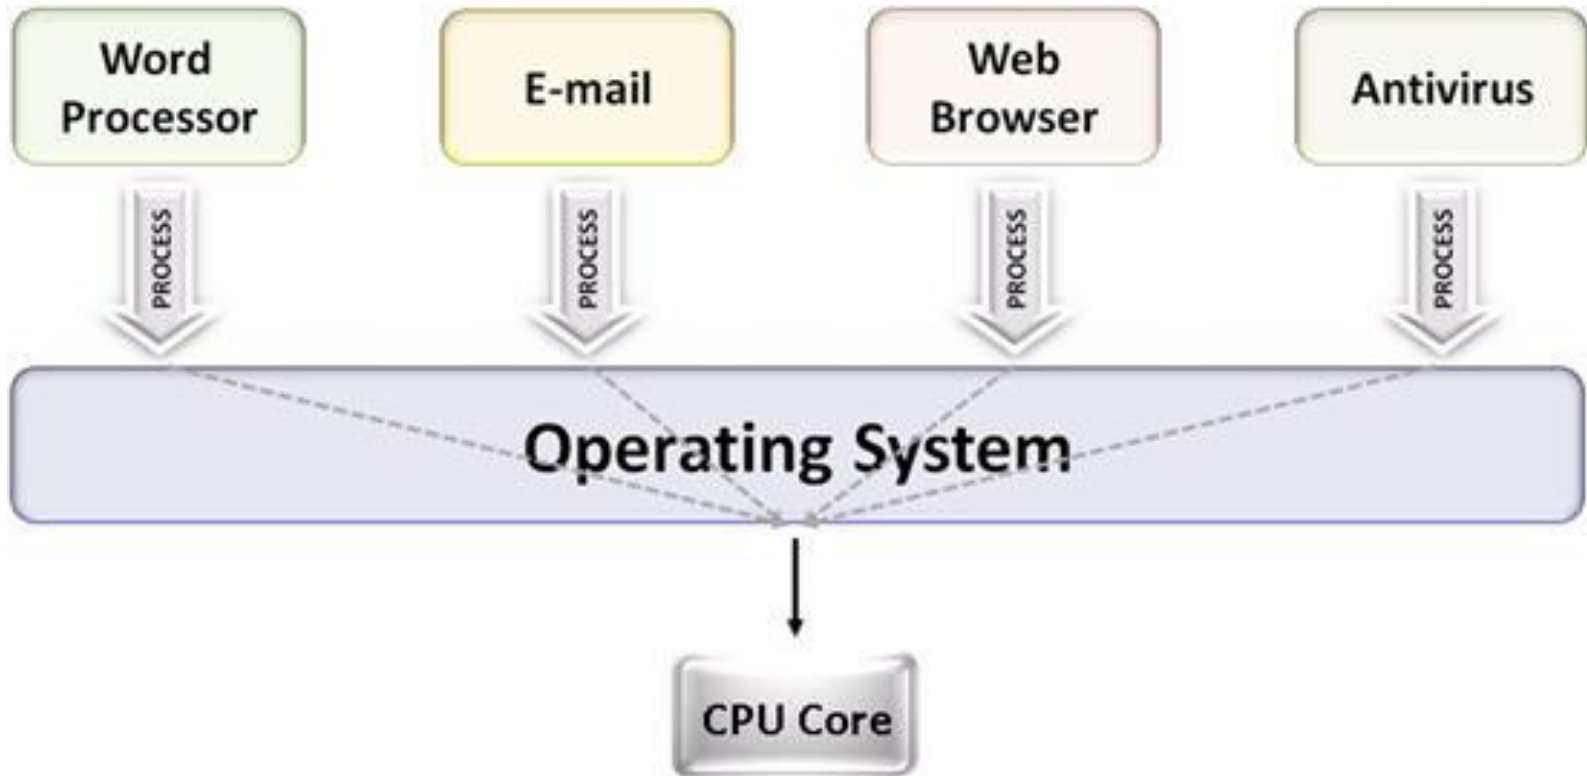 Word
Processor
E-mail
Web
Browser
Antivirus
PROCESS
PROCESS
PROCESS
PROCESS
Operating System
CPU Core